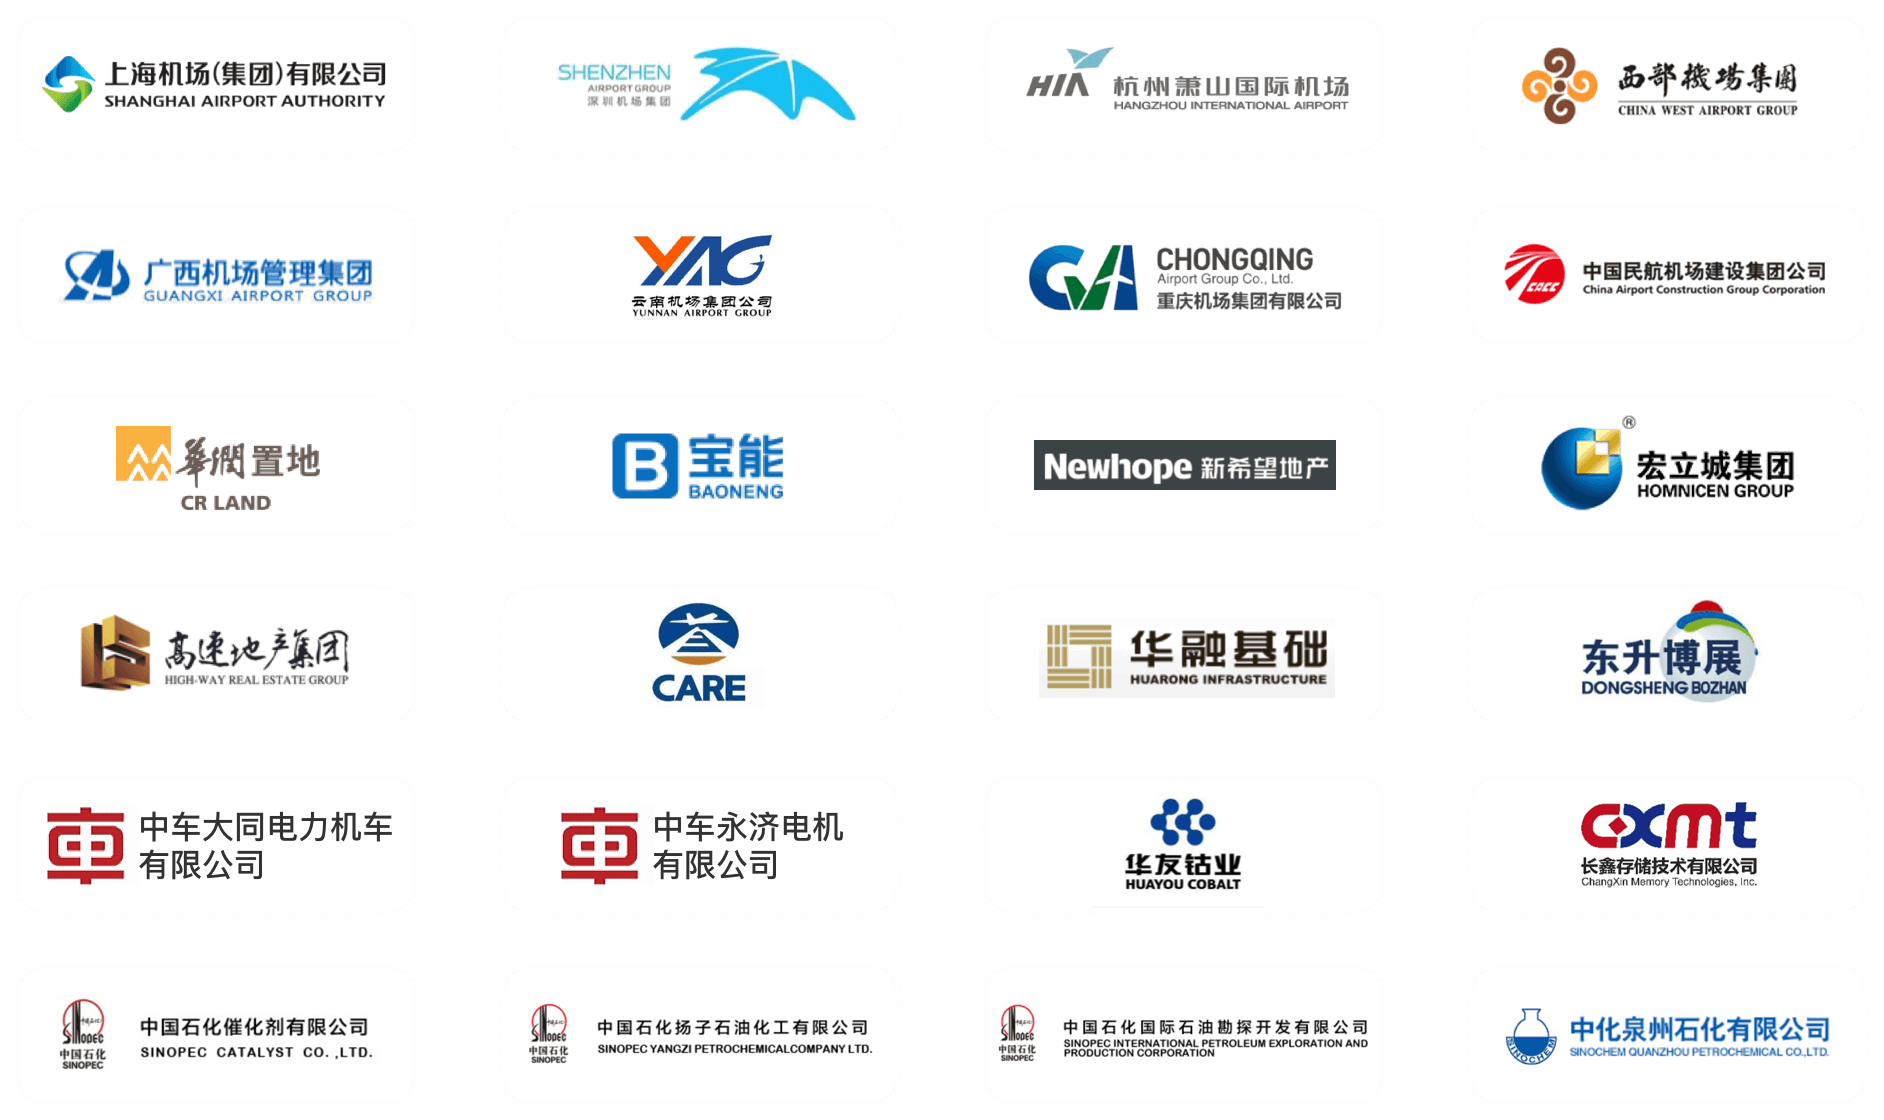 上海机场(集团)有限公司
SHANGHAI AIRPORT AUTHORITY
SHENZHEN
AIRPORT GROUP
深圳机场集团
HIA
杭州萧山国际机场
HANGZHOU INTERNATIONAL AIRPORT
西部機場集團
CHINA WEST AIRPORT GROUP
广西机场管理集团
GUANGXI AIRPORT GROUP
YAG
云南机场集团公司
YUNNAN AIRPORT GROUP
CHONGQING
Airport Group Co., Ltd.
重庆机场集团有限公司
CACC
中国民航机场建设集团公司
China Airport Construction Group Corporation
華潤置地
CR LAND
B 宝能
BAONENG
Newhope 新希望地产
®
宏立城集团
HOMNICEN GROUP
高速地产集团
HIGH-WAY REAL ESTATE GROUP
CARE
华融基础
HUARONG INFRASTRUCTURE
东升博展
DONGSHENG BOZHAN
中车大同电力机车
有限公司
中车永济电机
有限公司
华友钴业
HUAYOU COBALT
cxmt
长鑫存储技术有限公司
ChangXin Memory Technologies, Inc.
SINOPEC
中国石化
SINOPEC
中国石化催化剂有限公司
SINOPEC CATALYST CO. ,LTD.
SINOPEC
中国石化
SINOPEC
中国石化扬子石油化工有限公司
SINOPEC YANGZI PETROCHEMICALCOMPANY LTD.
SINOPEC
中国石化
SINOPEC
中国石化国际石油勘探开发有限公司
SINOPEC INTERNATIONAL PETROLEUM EXPLORATION AND
PRODUCTION CORPORATION
SINOCHEM
中化泉州石化有限公司
SINOCHEM QUANZHOU PETROCHEMICAL CO.,LTD.